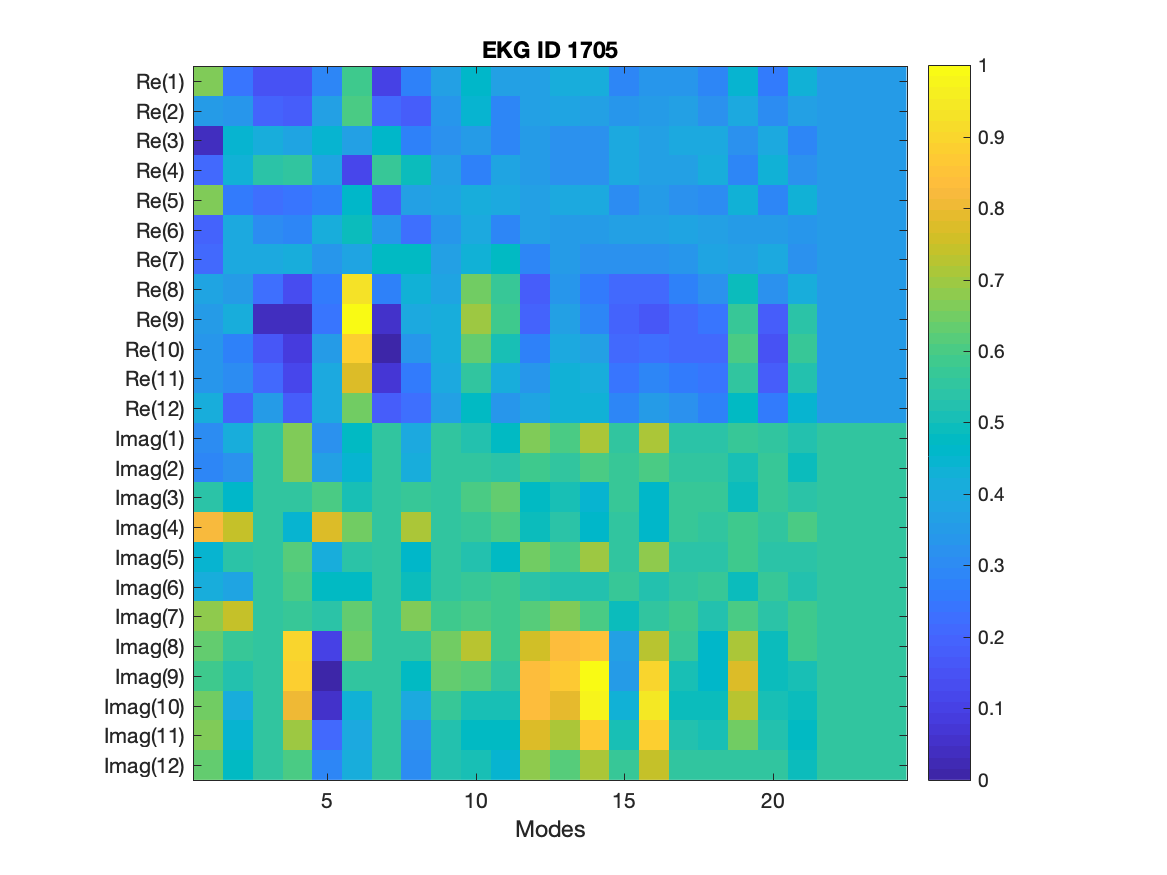 EKG ID 1705
Re(1)
Re(2)
Re(3)
Re(4)
Re(5)
Re(6)
Re(7)
Re(8)
Re(9)
Re(10)
Re(11)
Re(12)
Imag(1)
Imag(2)
Imag(3)
Imag(4)
Imag(5)
Imag(6)
Imag(7)
Imag(8)
Imag(9)
Imag(10)
Imag(11)
Imag(12)
5 10 15 20
Modes
1
0.9
0.8
0.7
0.6
0.5
0.4
0.3
0.2
0.1
0